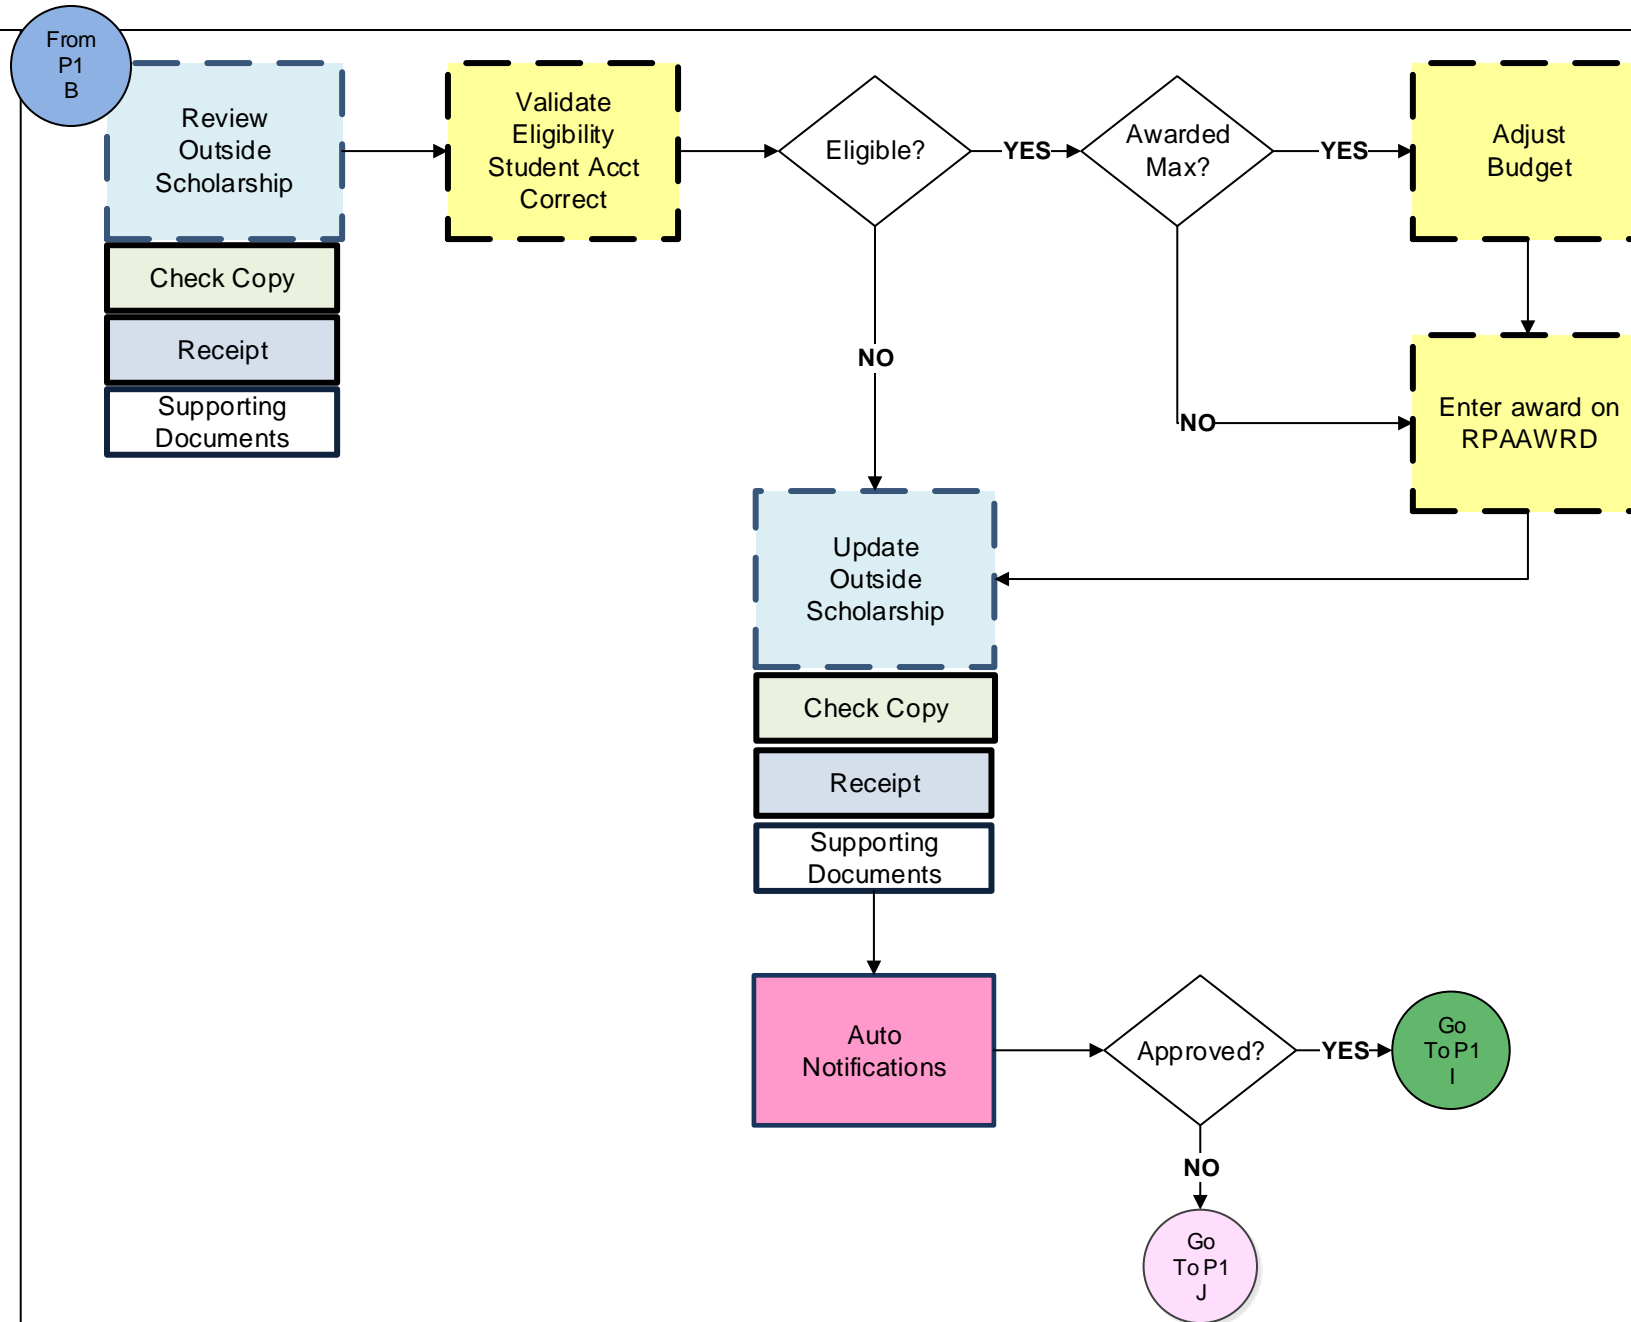 From
P1
B
Review
Outside
Scholarship
Check Copy
Receipt
Supporting
Documents
Validate
Eligibility
Student Acct
Correct
Eligible?
YES
Awarded
Max?
YES
Adjust
Budget
NO
NO
Enter award on
RPAAWRD
Update
Outside
Scholarship
Check Copy
Receipt
Supporting
Documents
Auto
Notifications
Approved?
YES
Go
To P1
I
NO
Go
To P1
J